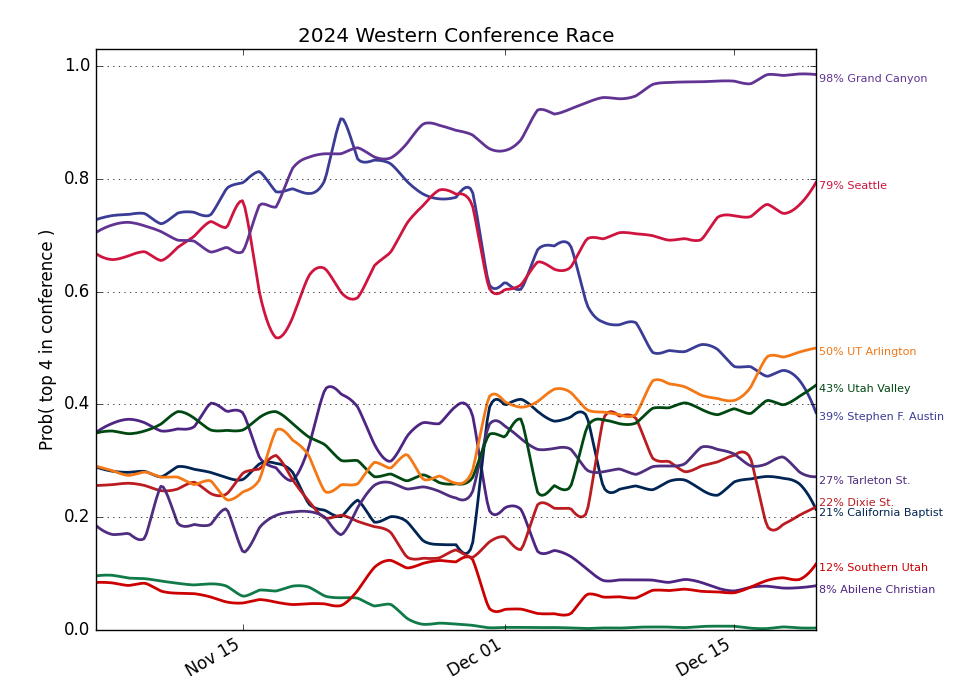 2024 Western Conference Race
Prob( top 4 in conference )
1.0
0.8
0.6
0.4
0.2
0.0
Nov 15
Dec 01
Dec 15
98% Grand Canyon
79% Seattle
50% UT Arlington
43% Utah Valley
39% Stephen F. Austin
27% Tarleton St.
22% Dixie St.
21% California Baptist
12% Southern Utah
8% Abilene Christian